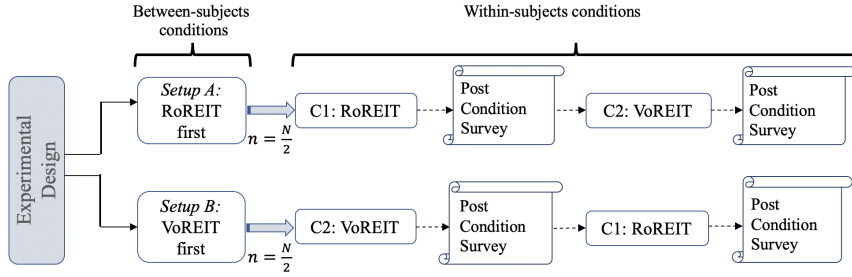 Between-subjects
conditions
Within-subjects conditions
Experimental
Design
Setup A:
RoREIT
first
n = N/2
C1: RoREIT
Post
Condition
Survey
C2: VoREIT
Post
Condition
Survey
Setup B:
VoREIT
first
n = N/2
C2: VoREIT
Post
Condition
Survey
C1: RoREIT
Post
Condition
Survey